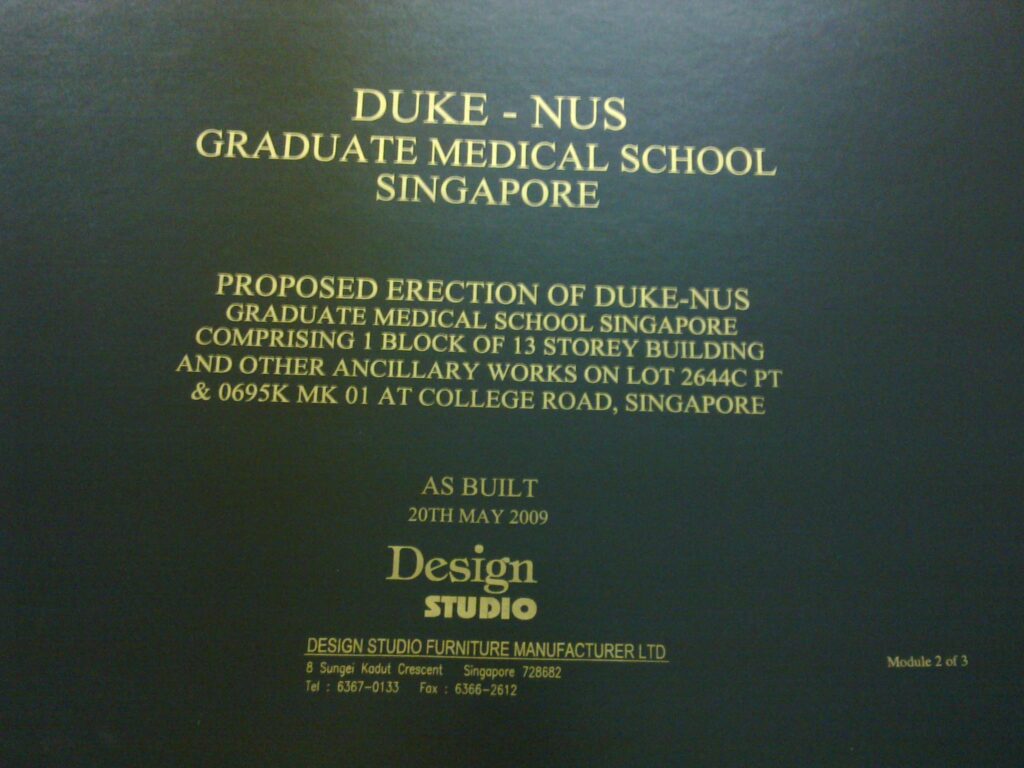 DUKE - NUS
GRADUATE MEDICAL SCHOOL
SINGAPORE
PROPOSED ERECTION OF DUKE-NUS
GRADUATE MEDICAL SCHOOL SINGAPORE
COMPRISING 1 BLOCK OF 13 STOREY BUILDING
AND OTHER ANCILLARY WORKS ON LOT 2644C PT
& 0695K MK 01 AT COLLEGE ROAD, SINGAPORE
AS BUILT
20TH MAY 2009
Design
STUDIO
DESIGN STUDIO FURNITURE MANUFACTURER LTD
8 Sungei Kadut Crescent Singapore 728682
Tel : 6367-0133 Fax : 6366-2612
Module 2 of 3